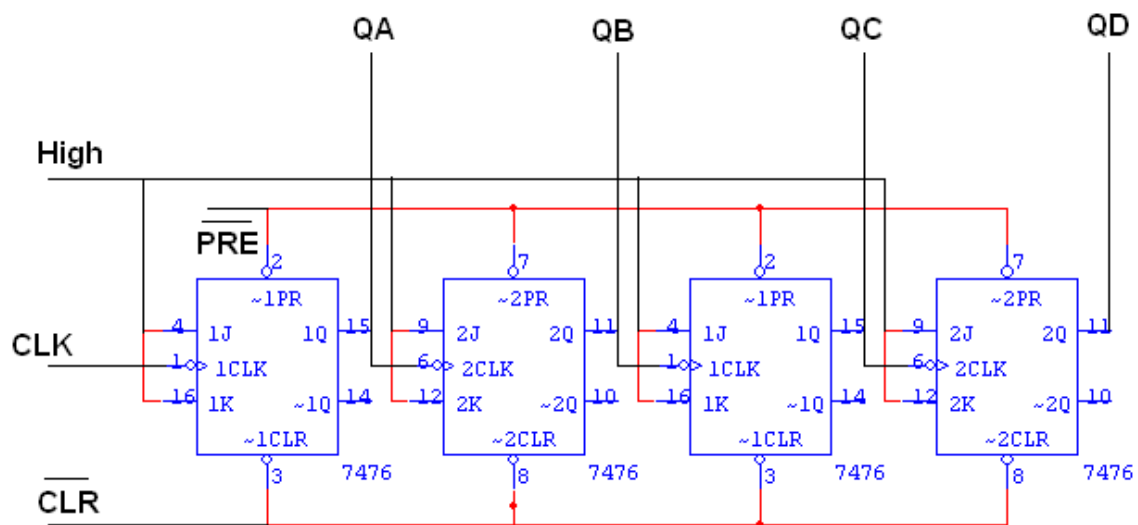 QA QB QC QD
High
PRE
2 7 2 7
~1PR ~2PR ~1PR ~2PR
4 1J 1Q 15 9 2J 2Q 11 4 1J 1Q 15 9 2J 2Q 11
CLK 1 1CLK 6 2CLK 1 1CLK 6 2CLK
16 1K ~1Q 14 12 2K ~2Q 10 16 1K ~1Q 14 12 2K ~2Q 10
~1CLR ~2CLR ~1CLR ~2CLR
3 7476 8 7476 3 7476 8 7476
CLR